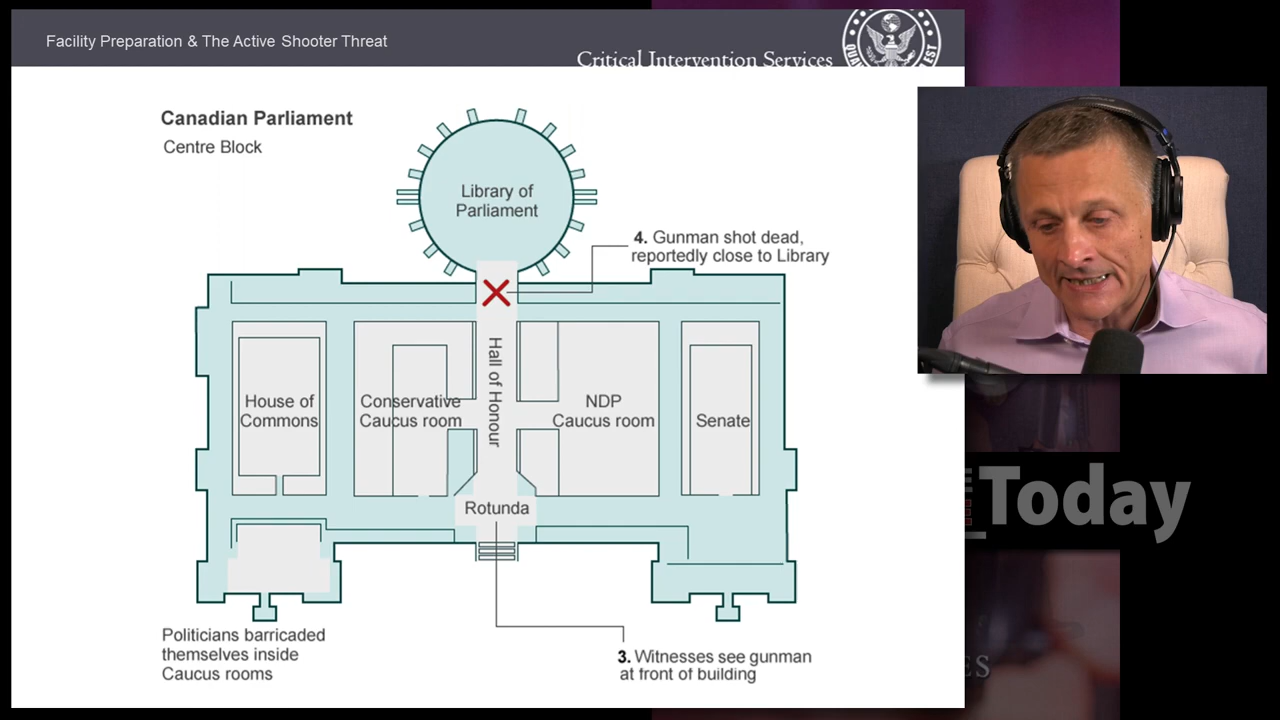 Facility Preparation & The Active Shooter Threat
Critical Intervention Services
Canadian Parliament
Centre Block
Library of
Parliament
4. Gunman shot dead,
reportedly close to Library
Hall of Honour
House of
Commons
Conservative
Caucus room
NDP
Caucus room
Senate
Rotunda
Politicians barricaded
themselves inside
Caucus rooms
3. Witnesses see gunman
at front of building
Today